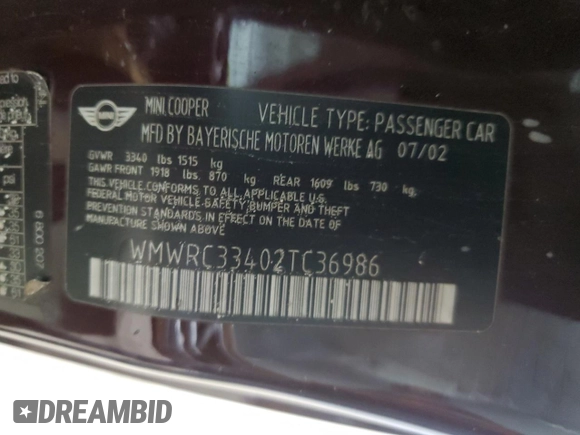 MINI COOPER VEHICLE TYPE: PASSENGER CAR
MFD BY BAYERISCHE MOTOREN WERKE AG 07/02
GVWR 3340 lbs 1515 kg
GAWR FRONT 1918 lbs. 870 kg REAR 1609 lbs 730 kg.
THIS VEHICLE CONFORMS TO ALL APPLICABLE U.S.
FEDERAL MOTOR VEHICLE SAFETY, BUMPER AND THEFT
PREVENTION STANDARDS IN EFFECT ON THE DATE OF
MANUFACTURE SHOWN ABOVE.
WMWRC33402TC36986
DREAMBID